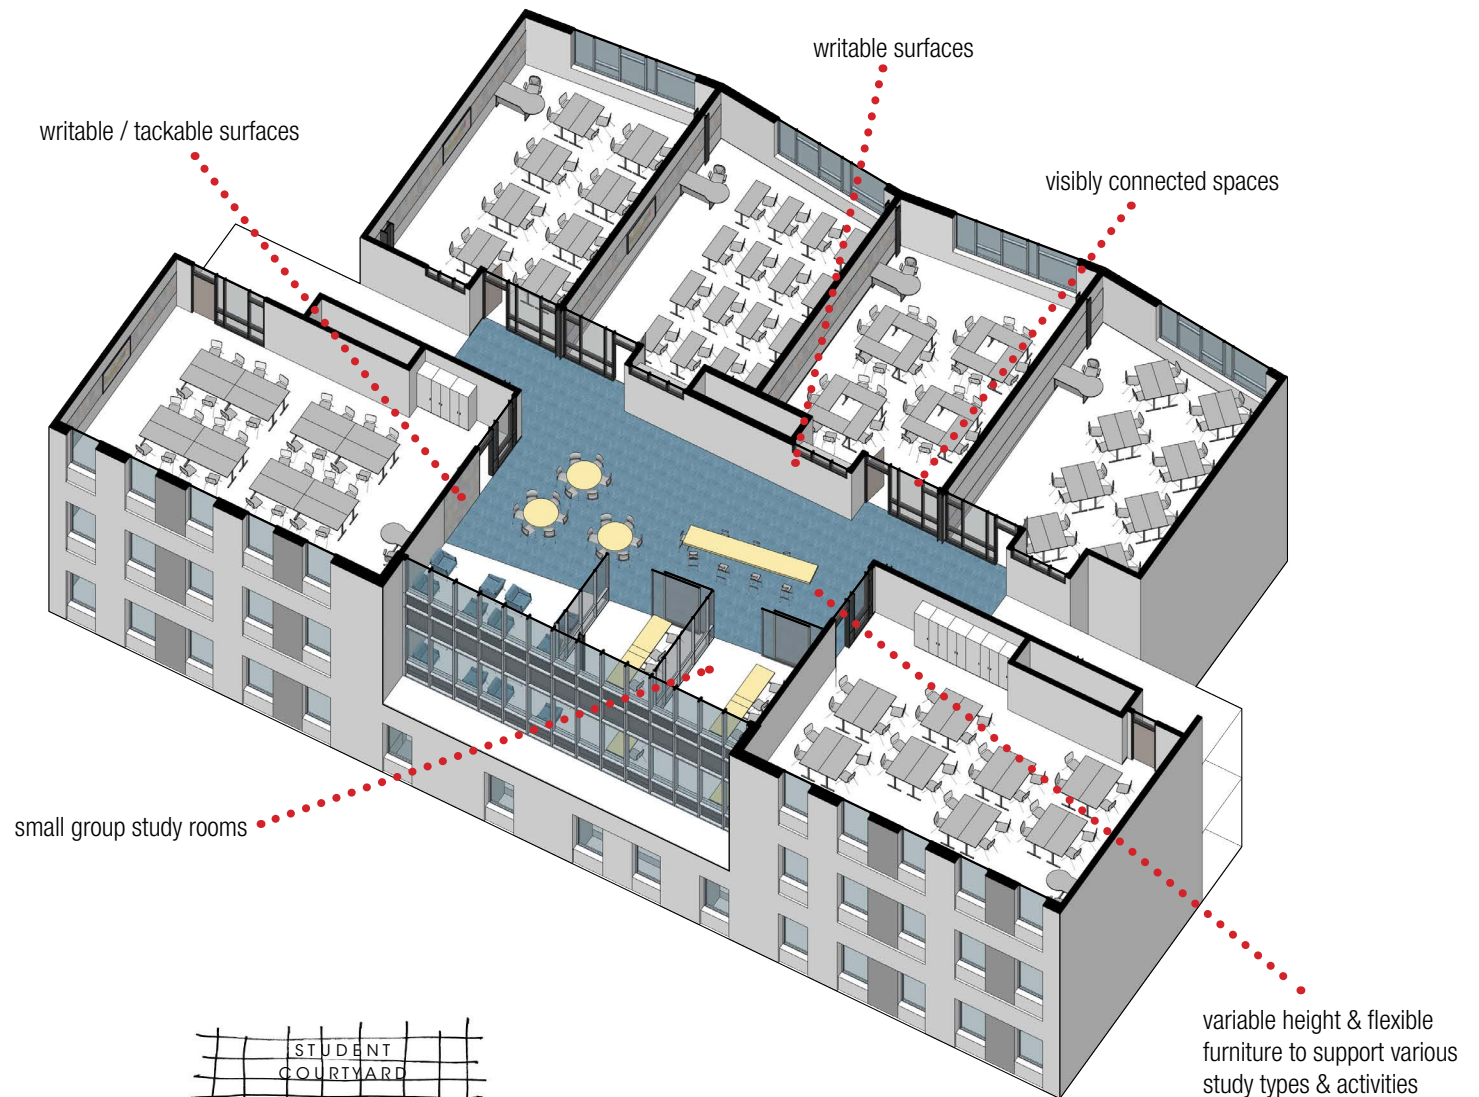 writable surfaces
writable / tackable surfaces
visibly connected spaces
small group study rooms
variable height & flexible
furniture to support various
study types & activities
STUDENT
COURTYARD